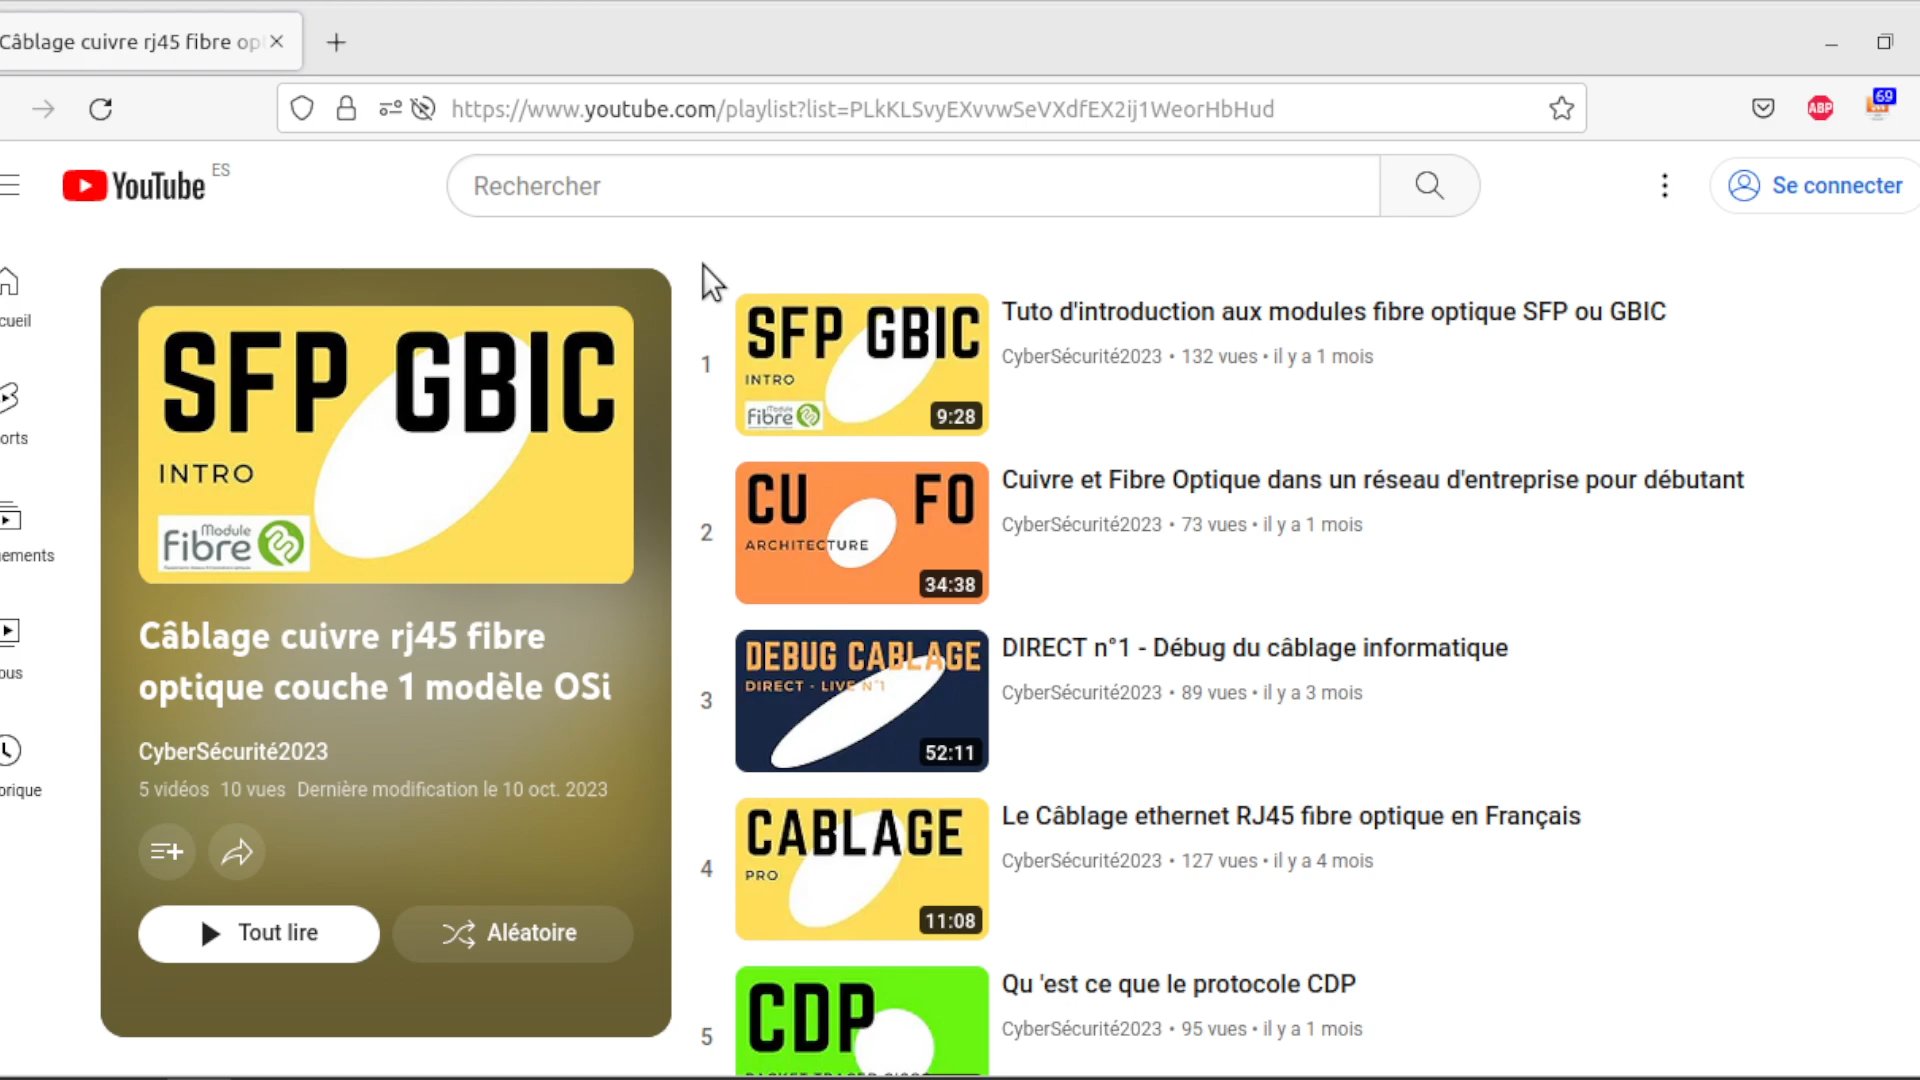 Câblage cuivre rj45 fibre op
69
https://www.youtube.com/playlist?list=PLkKLSvyEXvvwSeVXdfEX2ij1WeorHbHud
ABP
YouTube ES
Rechercher
Se connecter
cueil
orts
ements
ous
orique
SFP GBIC
INTRO
Module
Fibre
Câblage cuivre rj45 fibre
optique couche 1 modèle OSi
CyberSécurité2023
5 vidéos 10 vues Dernière modification le 10 oct. 2023
Tout lire
Aléatoire
1
SFP GBIC
INTRO
Module
Fibre
9:28
Tuto d'introduction aux modules fibre optique SFP ou GBIC
CyberSécurité2023 • 132 vues • il y a 1 mois
2
CU FO
ARCHITECTURE
34:38
Cuivre et Fibre Optique dans un réseau d'entreprise pour débutant
CyberSécurité2023 • 73 vues • il y a 1 mois
3
DEBUG CABLAGE
DIRECT - LIVE N°1
52:11
DIRECT n°1 - Débug du câblage informatique
CyberSécurité2023 • 89 vues • il y a 3 mois
4
CABLAGE
PRO
11:08
Le Câblage ethernet RJ45 fibre optique en Français
CyberSécurité2023 • 127 vues • il y a 4 mois
5
CDP
Qu 'est ce que le protocole CDP
CyberSécurité2023 • 95 vues • il y a 1 mois